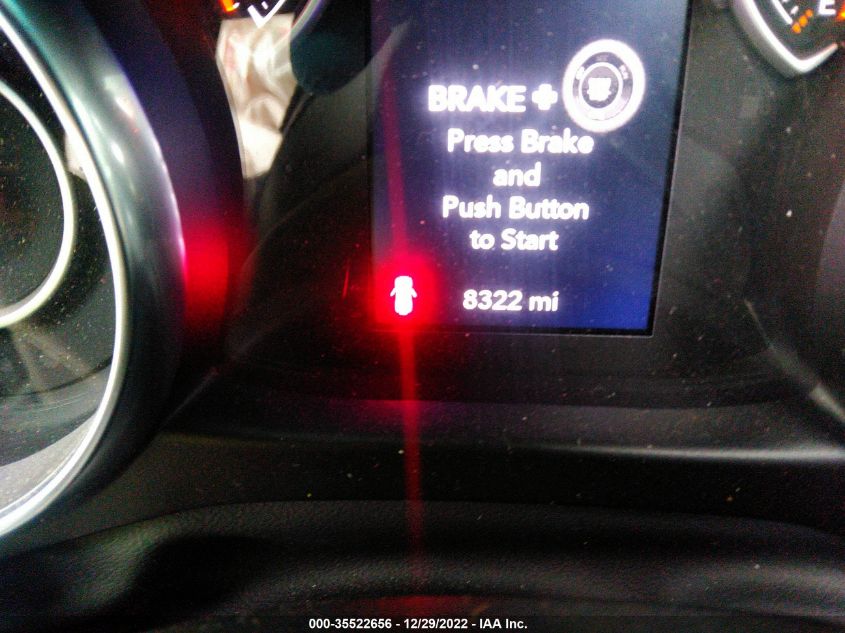 E
BRAKE +
Press Brake
and
Push Button
to Start
8322 mi
000-35522656 - 12/29/2022 - IAA Inc.